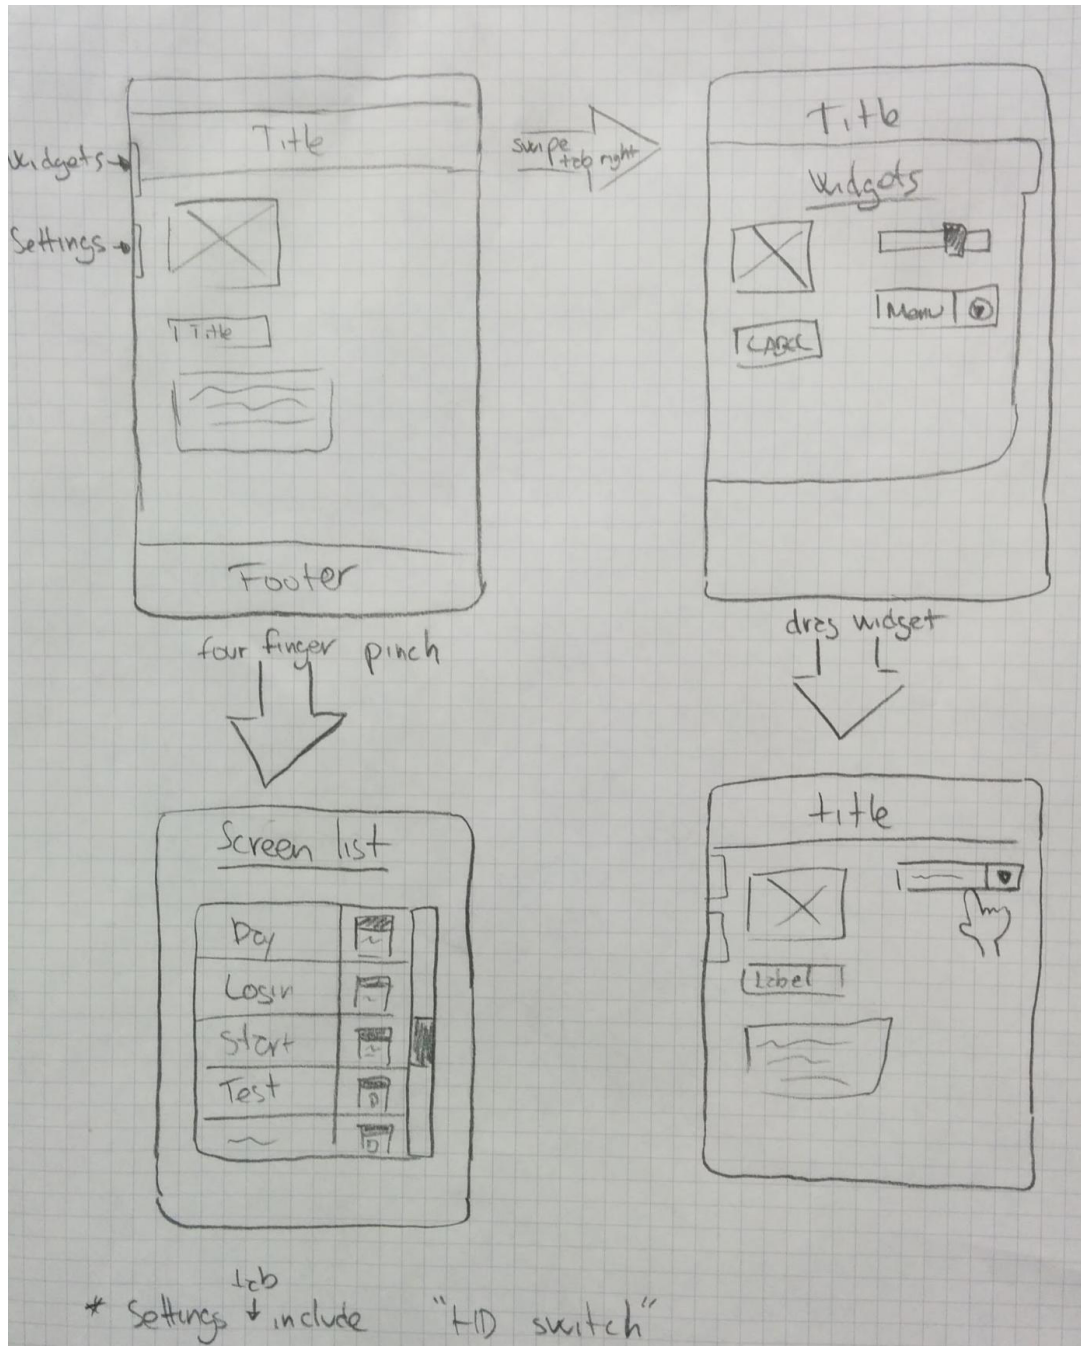 Title
Widgets
Settings
Title
Footer
swipe
tab right
Title
Widgets
Menu
LABEL
four finger pinch
drag widget
Screen list
Day
Login
Start
Test
title
Label
tab
* Settings include "HD switch"